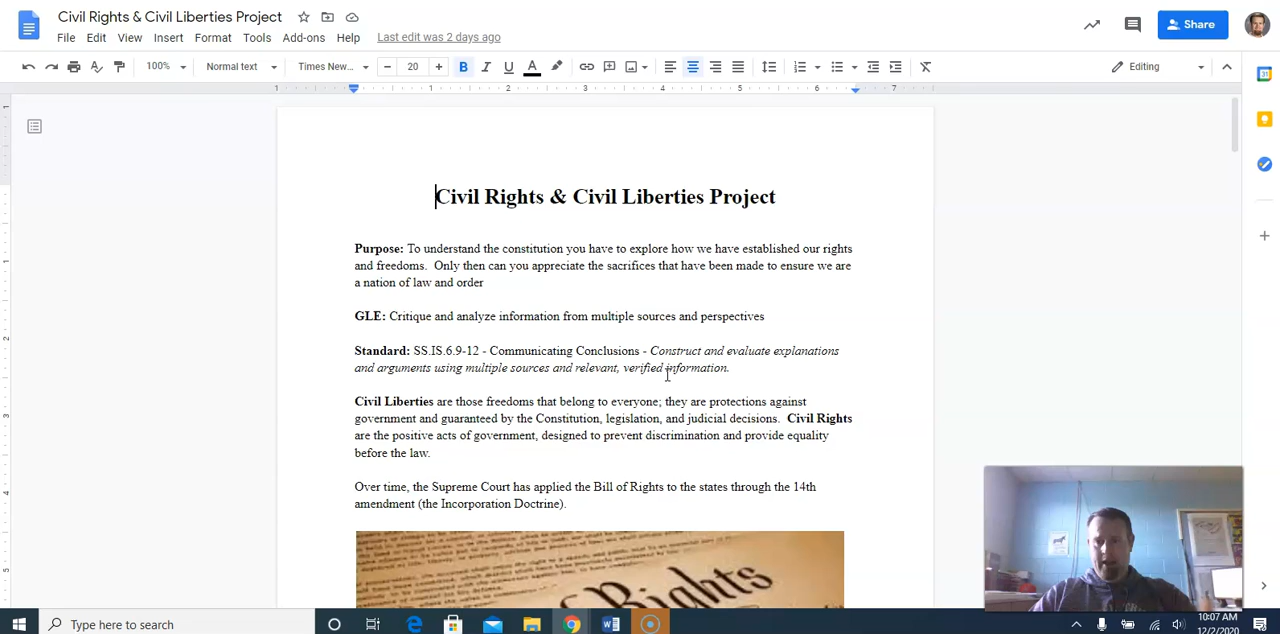 Civil Rights & Civil Liberties Project
File Edit View Insert Format Tools Add-ons Help Last edit was 2 days ago
Share
100% Normal text Times New... 20 Editing
1 1 2 3 4 5 6 7
Civil Rights & Civil Liberties Project
Purpose: To understand the constitution you have to explore how we have established our rights
and freedoms. Only then can you appreciate the sacrifices that have been made to ensure we are
a nation of law and order
GLE: Critique and analyze information from multiple sources and perspectives
Standard: SS.IS.6.9-12 - Communicating Conclusions - Construct and evaluate explanations
and arguments using multiple sources and relevant, verified information.
Civil Liberties are those freedoms that belong to everyone; they are protections against
government and guaranteed by the Constitution, legislation, and judicial decisions. Civil Rights
are the positive acts of government, designed to prevent discrimination and provide equality
before the law.
Over time, the Supreme Court has applied the Bill of Rights to the states through the 14th
amendment (the Incorporation Doctrine).
Rights
Type here to search
10:07 AM
12/2/2020